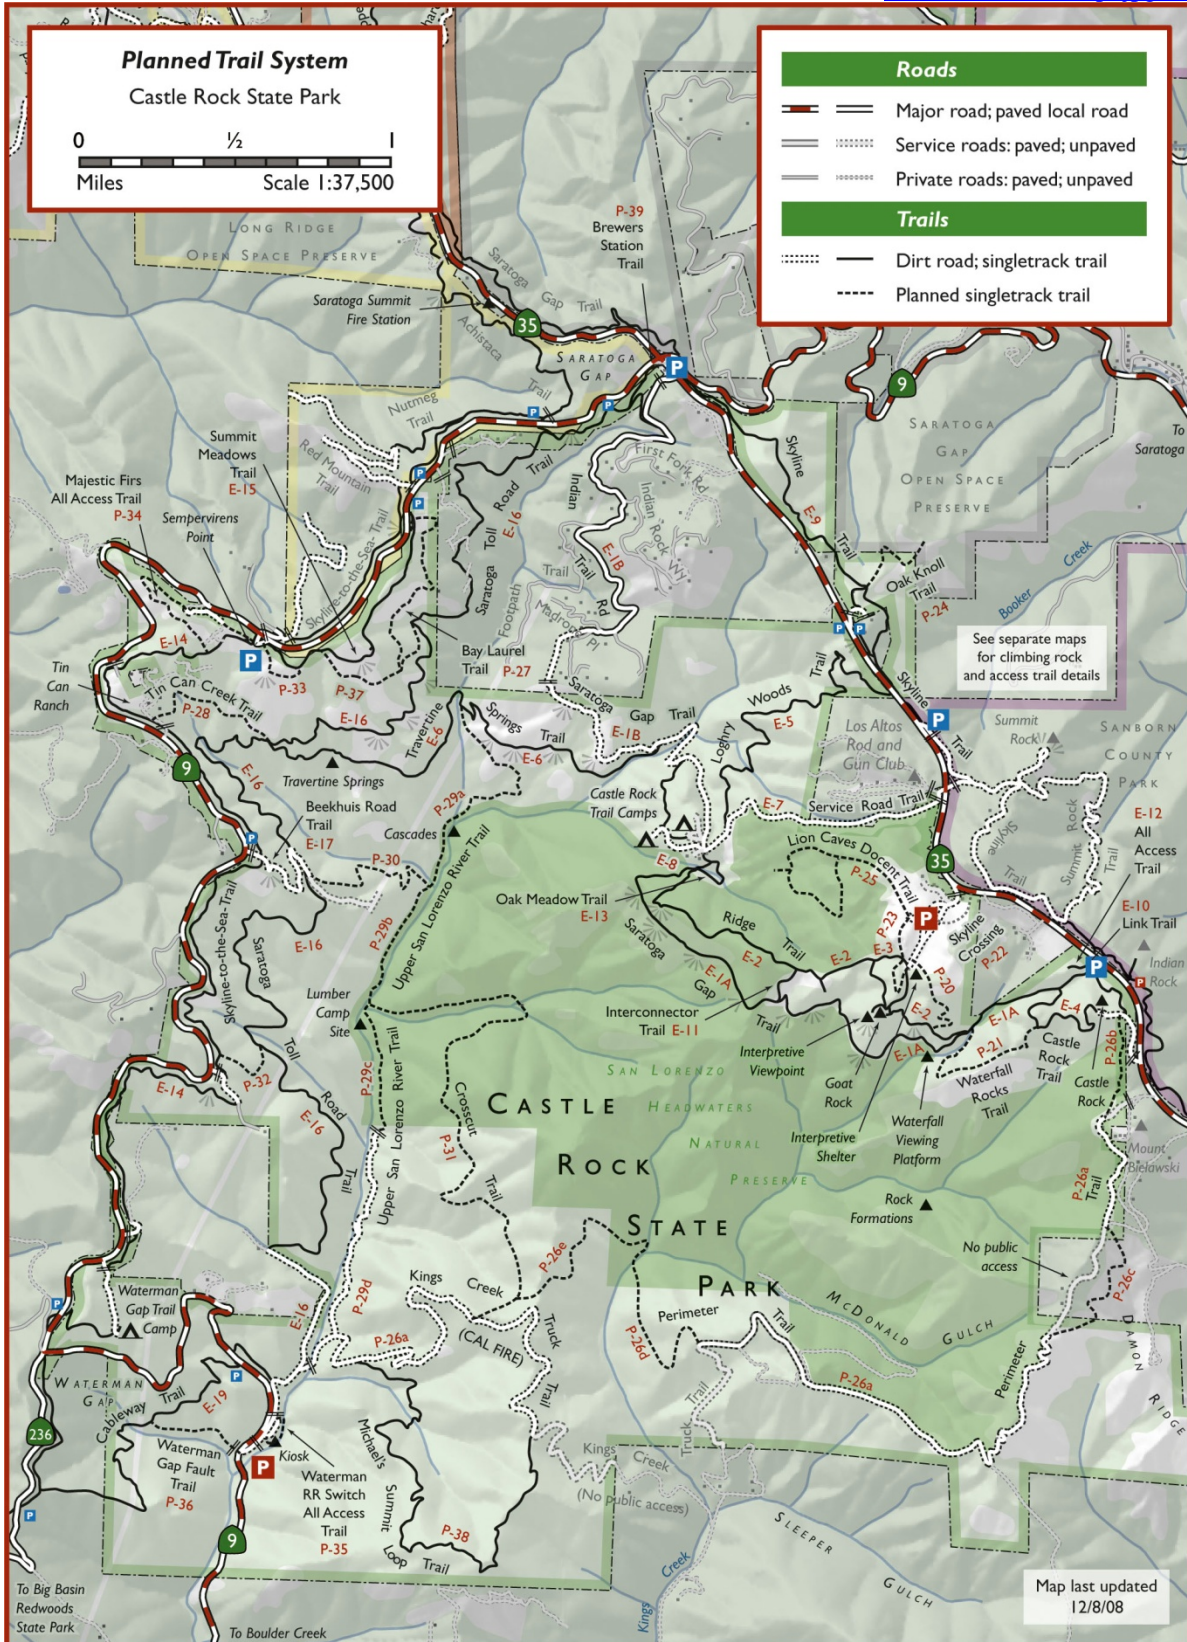 Planned Trail System
Castle Rock State Park
0 ½ 1
Miles Scale 1:37,500
Roads
Major road; paved local road
Service roads: paved; unpaved
Private roads: paved; unpaved
Trails
Dirt road; singletrack trail
Planned singletrack trail
LONG RIDGE
OPEN SPACE PRESERVE
P-39
Brewers
Station
Trail
Saratoga Gap Trail
Saratoga Summit
Fire Station
35
Achistaca Trail
SARATOGA
GAP
P
9
To
Saratoga
Nutmeg
Trail
P
P
SARATOGA
GAP
OPEN SPACE
PRESERVE
Summit
Meadows
Trail
E-15
Red Mountain
Trail
P
P
First Fork Rd
Indian Rock Wy
Skyline Trail
E-9
Majestic Firs
All Access Trail
P-34
Sempervirens
Point
Skyline-to-the-Sea-Trail
Saratoga Toll Road Trail
E-16
Indian Trail Rd
E-1B
Footpath Trail
Madrone Pl
Oak Knoll
Trail
P-24
Booker Creek
P
P
See separate maps
for climbing rock
and access trail details
E-14
P
Bay Laurel
Trail P-27
Tin
Can
Ranch
Tin Can Creek Trail
P-28
P-33
P-37
E-16
Travertine Springs Trail
E-6
E-6
Saratoga Gap Trail
E-1B
Loghry Woods Trail
E-5
Skyline Trail
P
Los Altos
Rod and
Gun Club
Summit
Rock
SANBORN
COUNTY
PARK
9
E-16
Travertine Springs
P-29a
Castle Rock
Trail Camps
E-7
Service Road Trail
Beekhuis Road
Trail
E-17
Cascades
P
P-30
E-8
Lion Caves Docent Trail
P-25
35
Skyline Trail
Summit Rock Trail
E-12
All
Access
Trail
E-10
Link Trail
Oak Meadow Trail
E-13
Ridge Trail
E-2
E-2
E-3
P-23
P
Skyline
Crossing
P-22
P
P
Indian
Rock
Skyline-to-the-Sea-Trail
Saratoga Toll Road Trail
E-16
P-29b
Upper San Lorenzo River Trail
Saratoga Gap Trail
E-1A
P-20
E-2
Lumber
Camp
Site
Interconnector
Trail E-11
E-1A
E-1A
P-21
E-4
P-26b
Castle
Rock
Trail
Interpretive
Viewpoint
Goat
Rock
Waterfall
Rocks
Trail
Castle
Rock
P-32
E-14
P-29c
Upper San Lorenzo River Trail
SAN LORENZO
HEADWATERS
NATURAL
PRESERVE
E-16
Crosscut Trail
P-31
CASTLE
ROCK
STATE
PARK
Interpretive
Shelter
Waterfall
Viewing
Platform
Mount
Bielawski
P-26a
Rock
Formations
No public
access
P-26c
P-26e
P-29d
Kings Creek Truck Trail
(CAL FIRE)
P-26a
P-26d
Perimeter Trail
P-26a
McDONALD GULCH
Perimeter Trail
DAMON RIDGE
Waterman
Gap Trail
Camp
E-16
P
P
WATERMAN
GAP
Cableway Trail
E-19
236
Waterman
Gap Fault
Trail
P-36
Kiosk
P
Waterman
RR Switch
All Access
Trail
P-35
Michael's Summit Loop Trail
P-38
Kings Creek Truck Trail
(No public access)
P
9
Kings Creek
SLEEPER GULCH
To Big Basin
Redwoods
State Park
To Boulder Creek
Map last updated
12/8/08